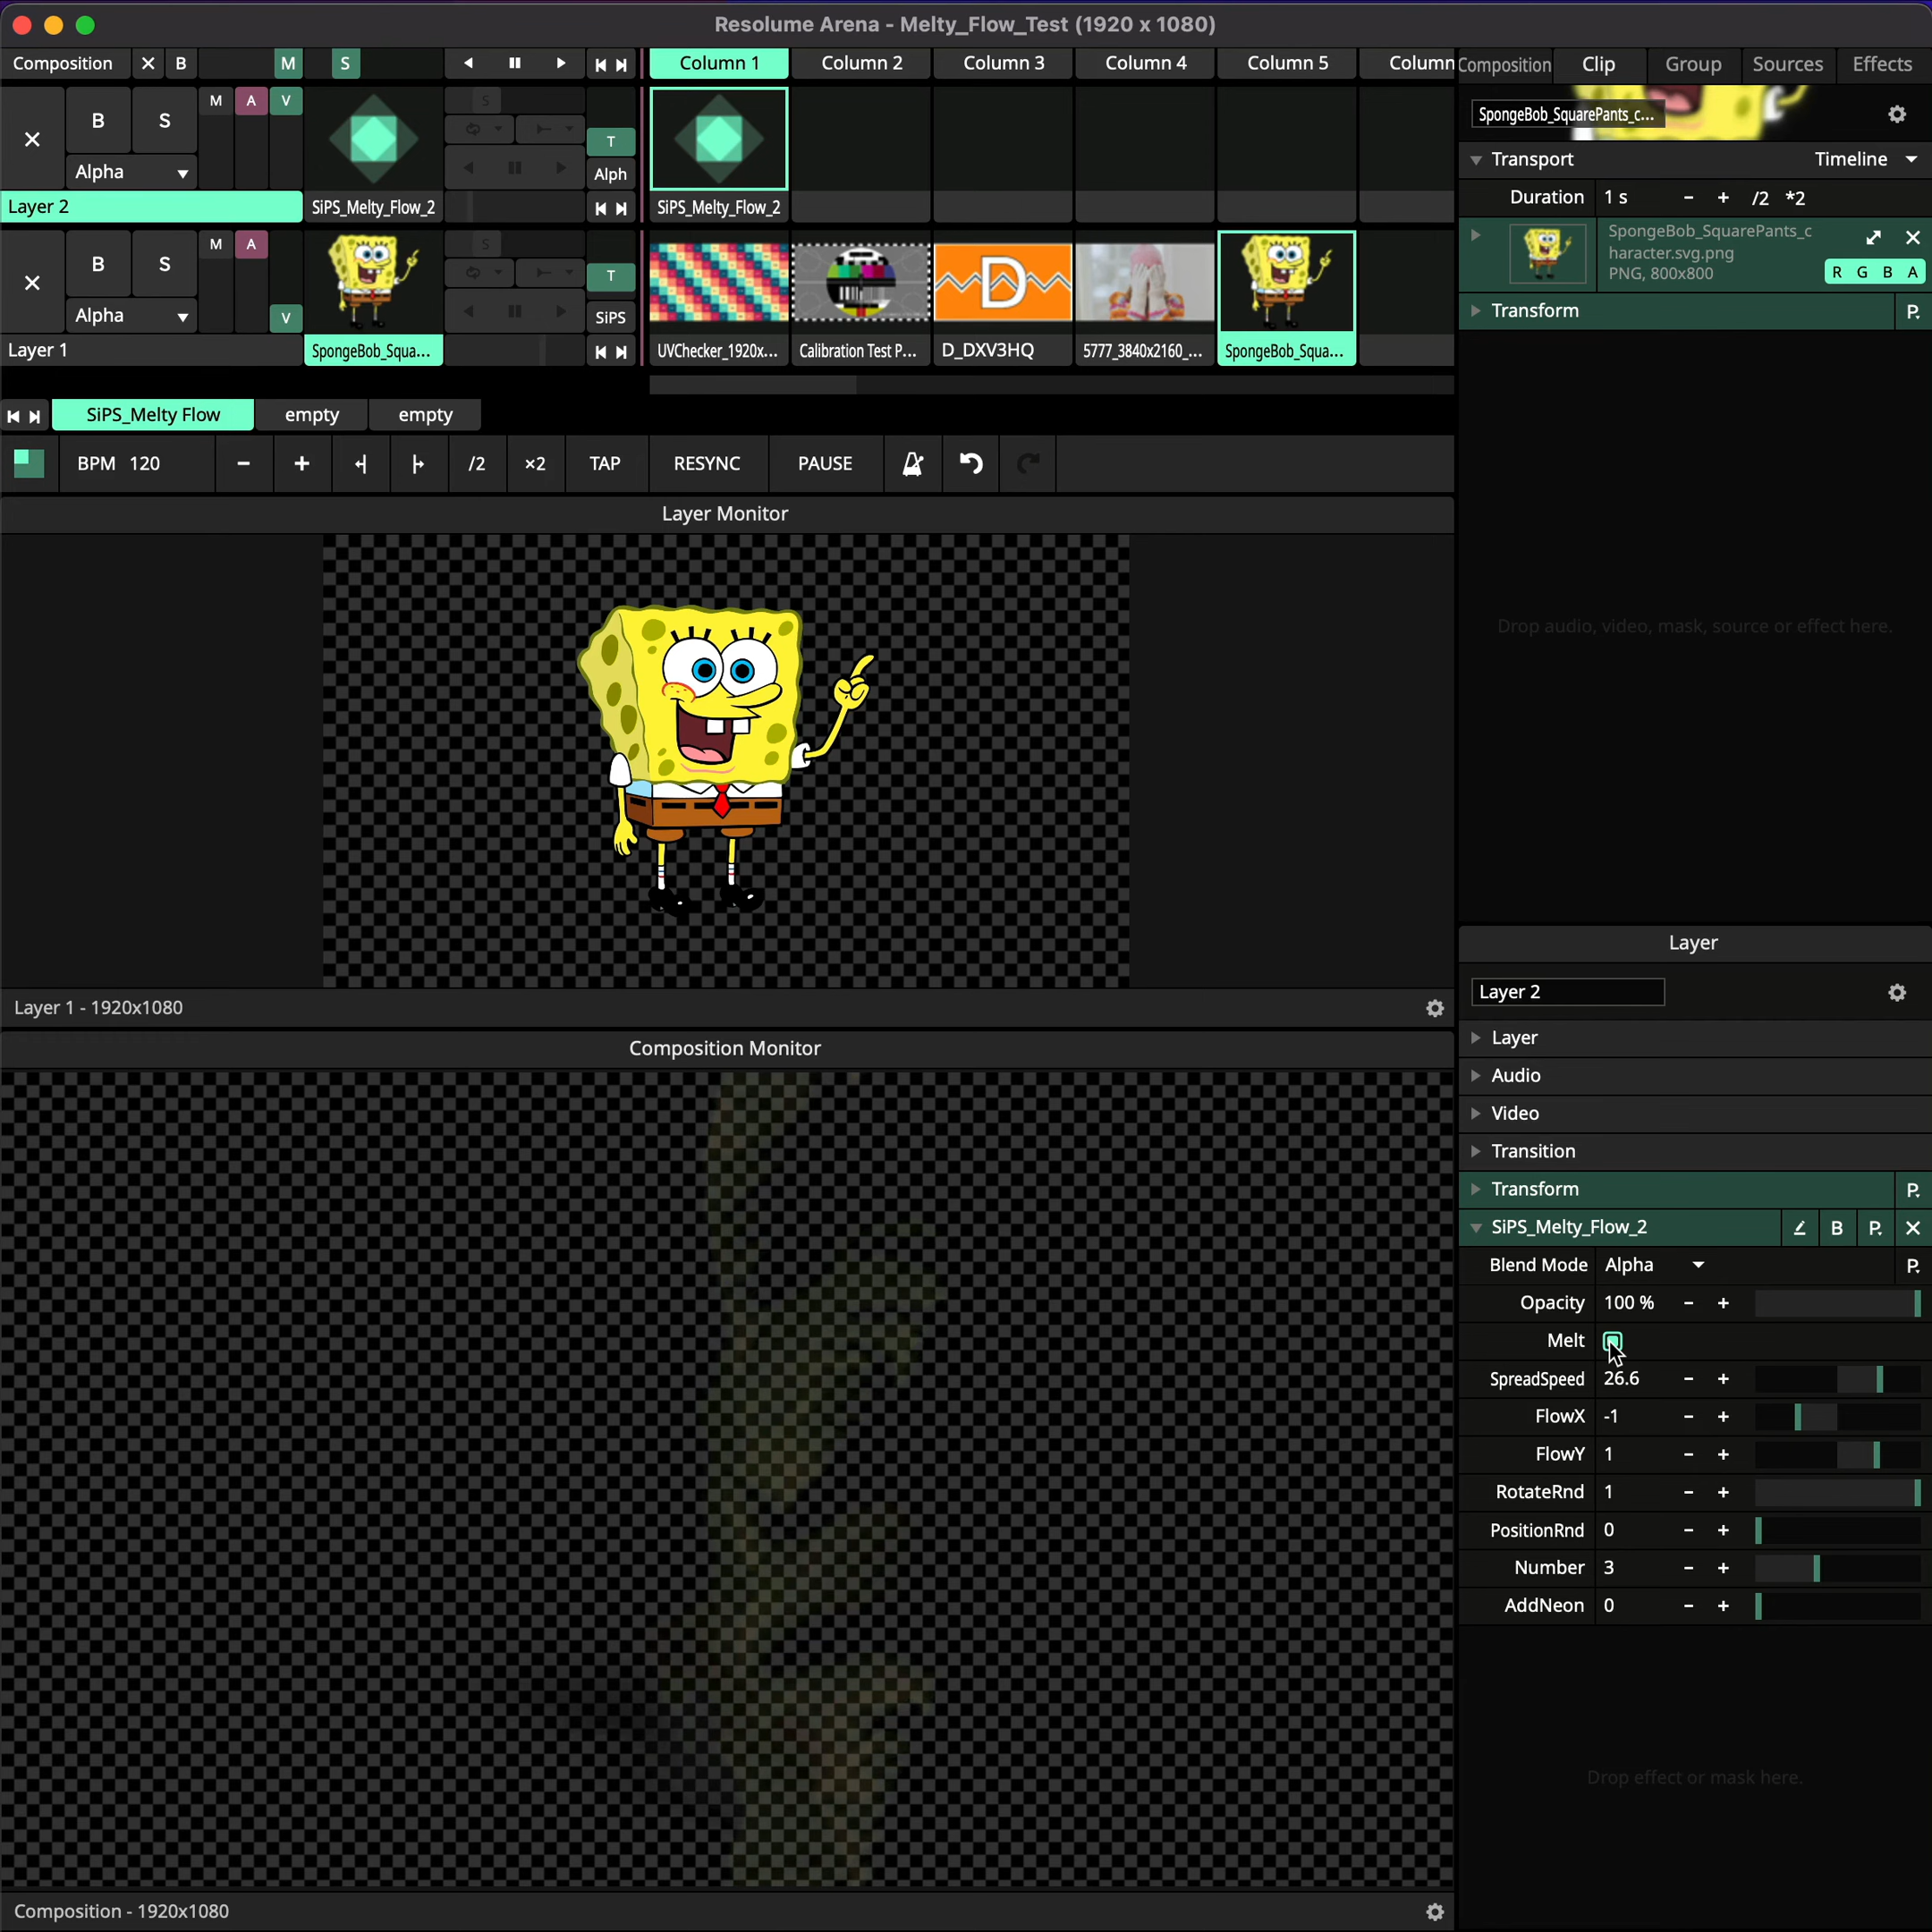 Resolume Arena - Melty_Flow_Test (1920 x 1080)
Composition B M S Column 1 Column 2 Column 3 Column 4 Column 5 Column
Composition Clip Group Sources Effects
B S M A V S
Alpha T
Alph
Layer 2 SiPS_Melty_Flow_2 SiPS_Melty_Flow_2
B S M A S
Alpha V T
SiPS
D
Layer 1 SpongeBob_Squa... UVChecker_1920x... Calibration Test P... D_DXV3HQ 5777_3840x2160_... SpongeBob_Squa...
SiPS_Melty Flow empty empty
BPM 120 - + /2 ×2 TAP RESYNC PAUSE
Layer Monitor
Layer 1 - 1920x1080
Composition Monitor
Composition - 1920x1080
SpongeBob_SquarePants_c...
Transport Timeline
Duration 1 s - + /2 *2
SpongeBob_SquarePants_c
haracter.svg.png
PNG, 800x800 R G B A
Transform P.
Drop audio, video, mask, source or effect here.
Layer
Layer 2
Layer
Audio
Video
Transition
Transform P.
SiPS_Melty_Flow_2 B P.
Blend Mode Alpha P.
Opacity 100 % - +
Melt
SpreadSpeed 26.6 - +
FlowX -1 - +
FlowY 1 - +
RotateRnd 1 - +
PositionRnd 0 - +
Number 3 - +
AddNeon 0 - +
Drop effect or mask here.